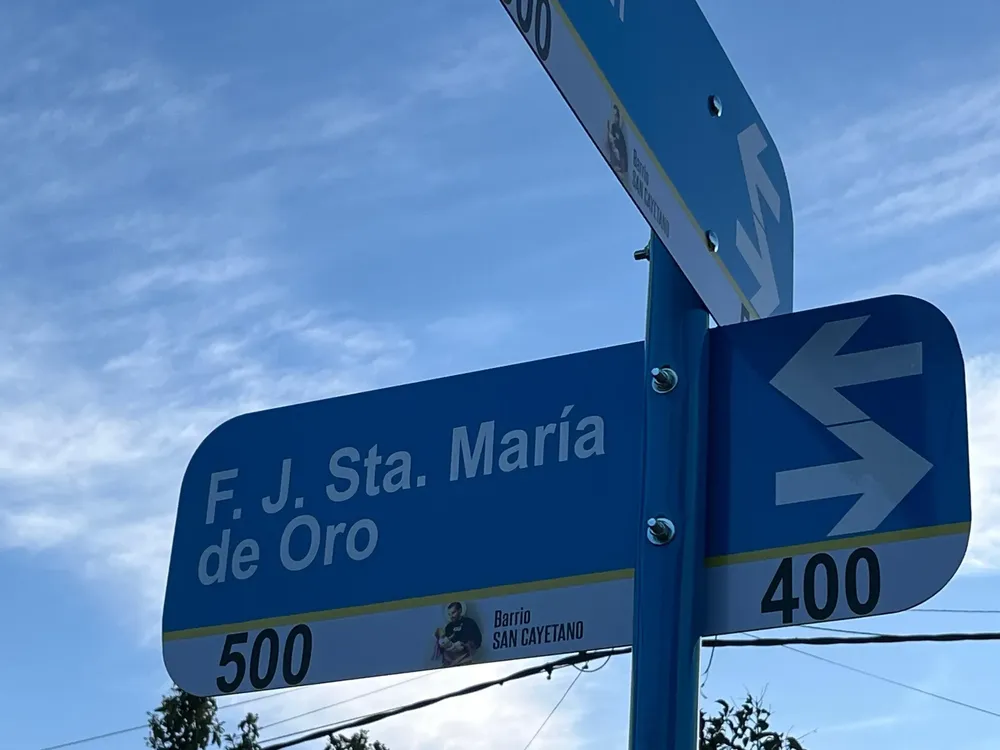 Barrio
SAN CAYETANO
F. J. Sta. María
de Oro
500
Barrio
SAN CAYETANO
400